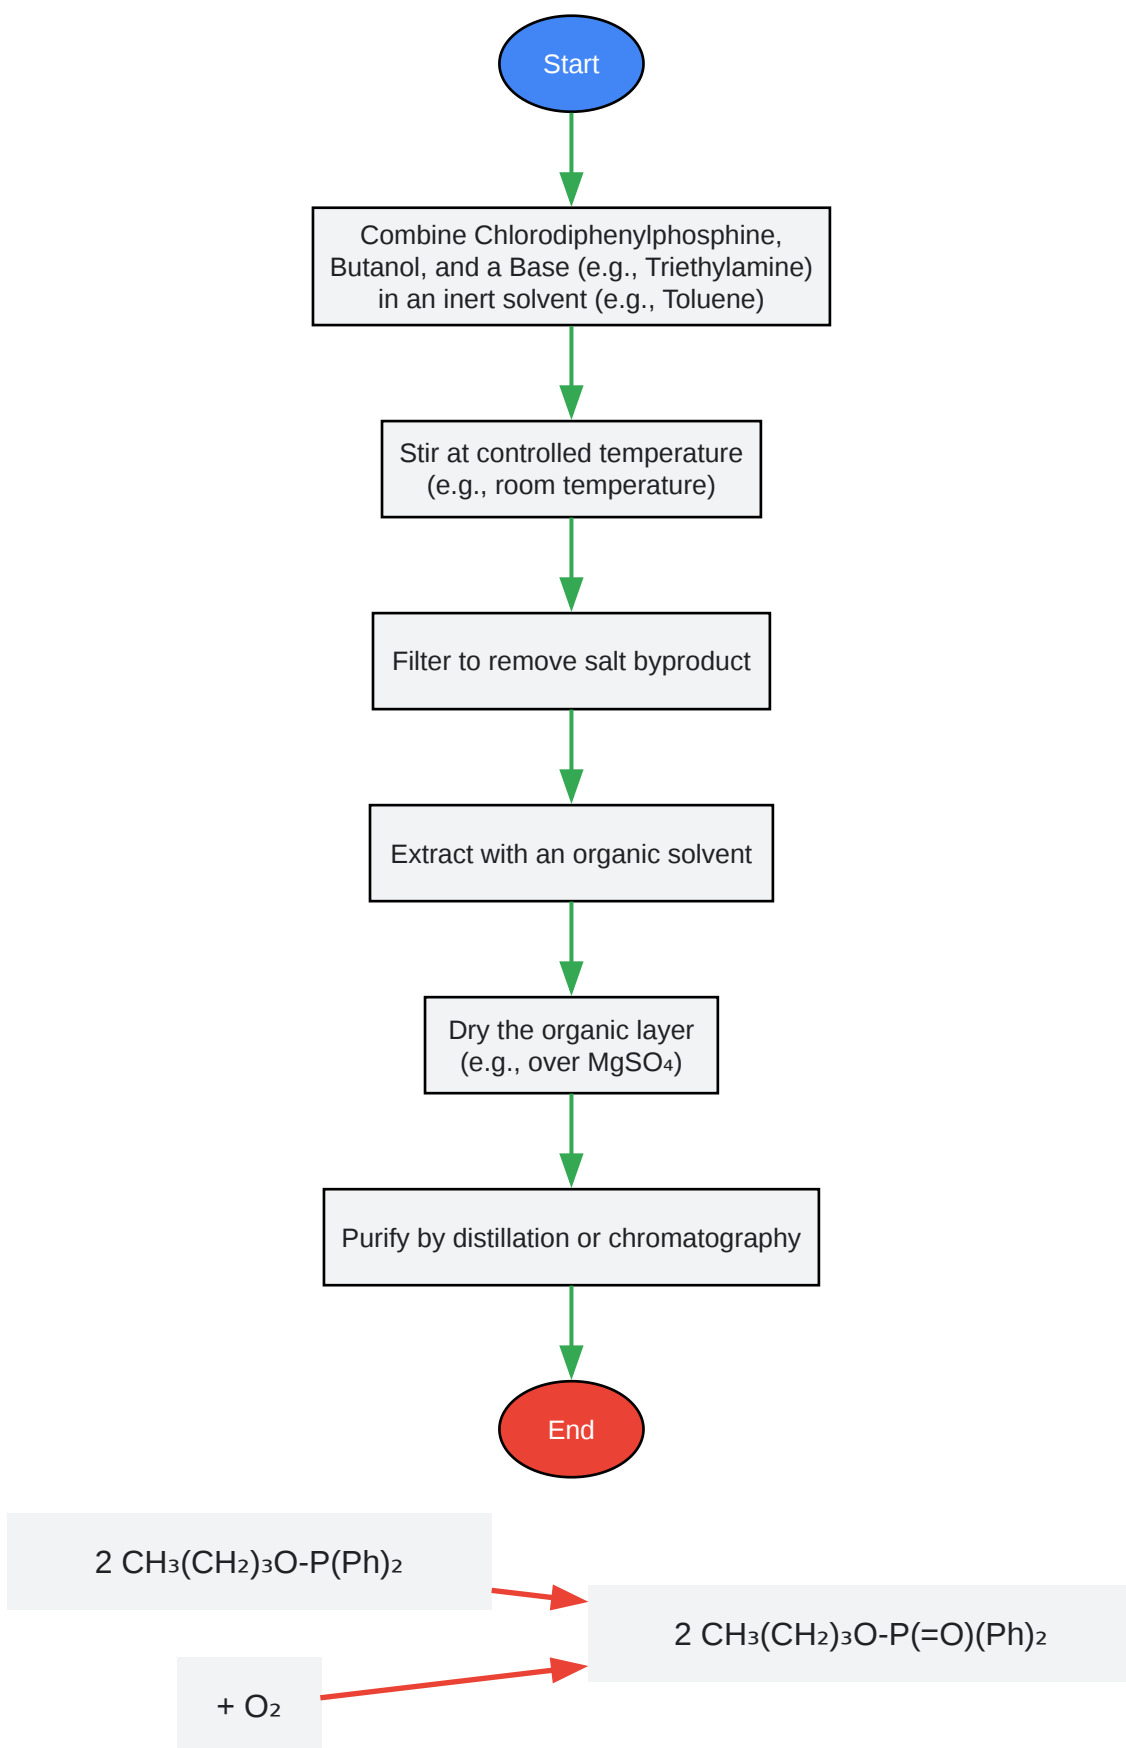 Start
Combine Chlorodiphenylphosphine,
Butanol, and a Base (e.g., Triethylamine)
in an inert solvent (e.g., Toluene)
Stir at controlled temperature
(e.g., room temperature)
Filter to remove salt byproduct
Extract with an organic solvent
Dry the organic layer
(e.g., over MgSO₄)
Purify by distillation or chromatography
End
2 CH₃(CH₂)₃O-P(Ph)₂
2 CH₃(CH₂)₃O-P(=O)(Ph)₂
+ O₂